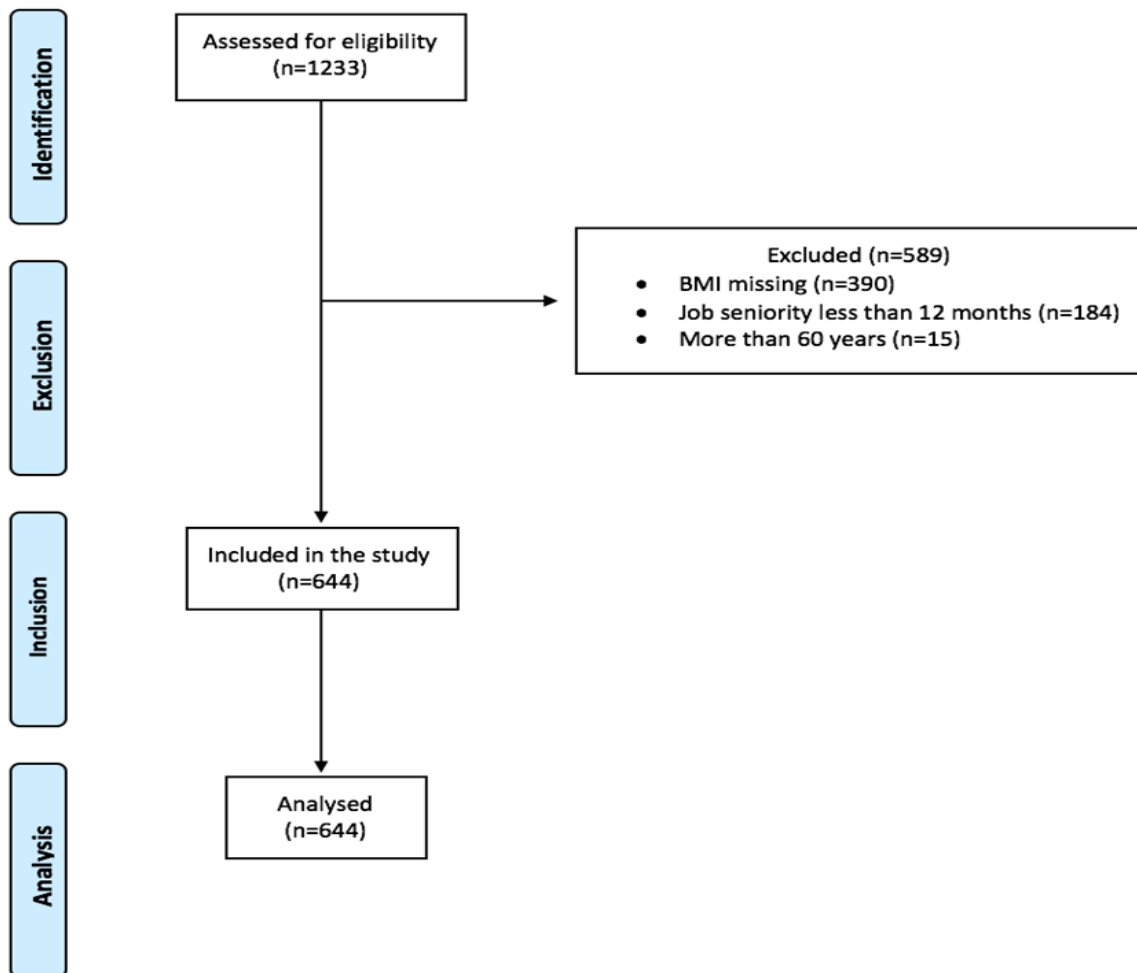 Identification
Assessed for eligibility
(n=1233)
Exclusion
Excluded (n=589)
• BMI missing (n=390)
• Job seniority less than 12 months (n=184)
• More than 60 years (n=15)
Inclusion
Included in the study
(n=644)
Analysis
Analysed
(n=644)